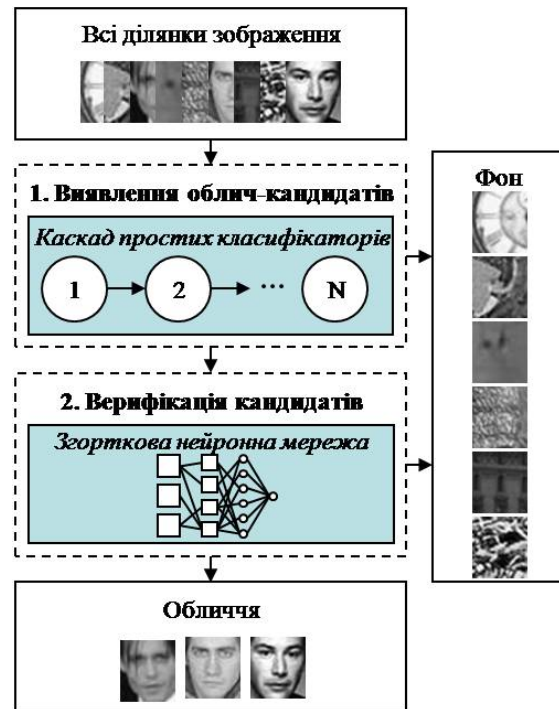 Всі ділянки зображення
1. Виявлення облич-кандидатів
Каскад простих класифікаторів
1
2
...
N
Фон
2. Верифікація кандидатів
Згорткова нейронна мережа
Обличчя